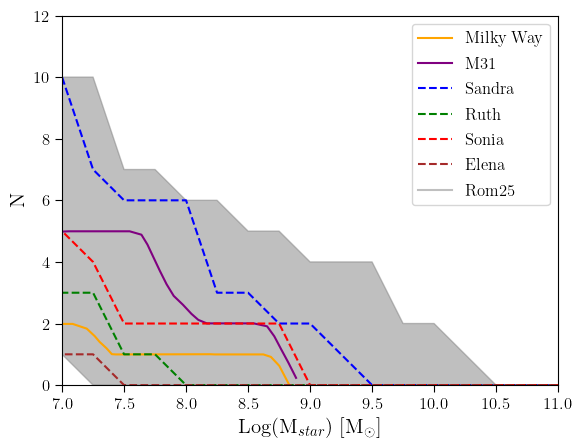 12
10
8
6
4
2
0
N
7.0 7.5 8.0 8.5 9.0 9.5 10.0 10.5 11.0
Log(M$_{star}$) [M$_{\odot}$]
Milky Way
M31
Sandra
Ruth
Sonia
Elena
Rom25